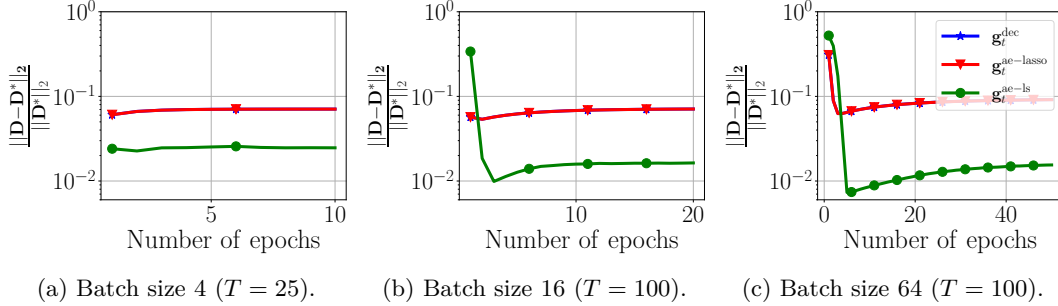 10^0
10^-1
10^-2
||D−D*||_2
||D*||_2
5 10
Number of epochs
(a) Batch size 4 (T = 25).
10^0
10^-1
10^-2
||D−D*||_2
||D*||_2
10 20
Number of epochs
(b) Batch size 16 (T = 100).
10^0
10^-1
10^-2
||D−D*||_2
||D*||_2
g_t^dec
g_t^ae−lasso
g_t^ae−ls
0 20 40
Number of epochs
(c) Batch size 64 (T = 100).